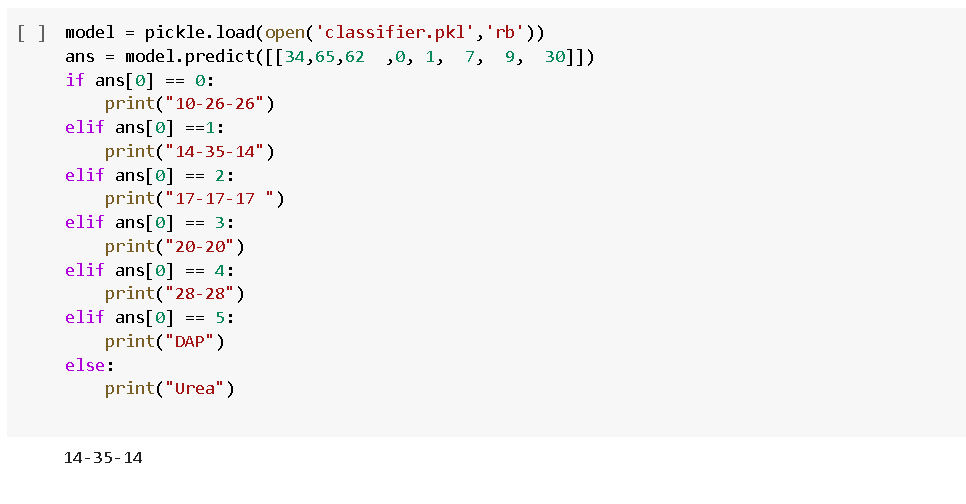 [ ] model = pickle.load(open('classifier.pkl','rb'))
ans = model.predict([[34,65,62  ,0, 1,  7,  9,  30]])
if ans[0] == 0:
    print("10-26-26")
elif ans[0] ==1:
    print("14-35-14")
elif ans[0] == 2:
    print("17-17-17 ")
elif ans[0] == 3:
    print("20-20")
elif ans[0] == 4:
    print("28-28")
elif ans[0] == 5:
    print("DAP")
else:
    print("Urea")
14-35-14